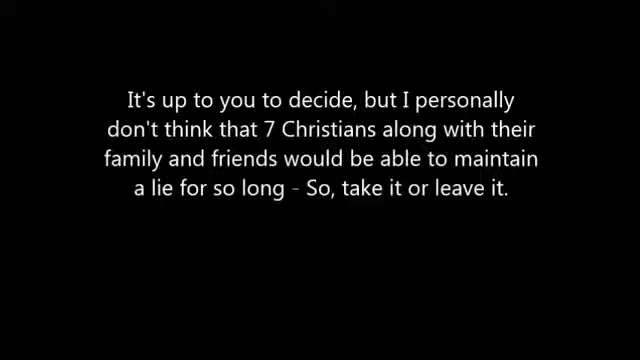 It's up to you to decide, but I personally
don't think that 7 Christians along with their
family and friends would be able to maintain
a lie for so long - So, take it or leave it.